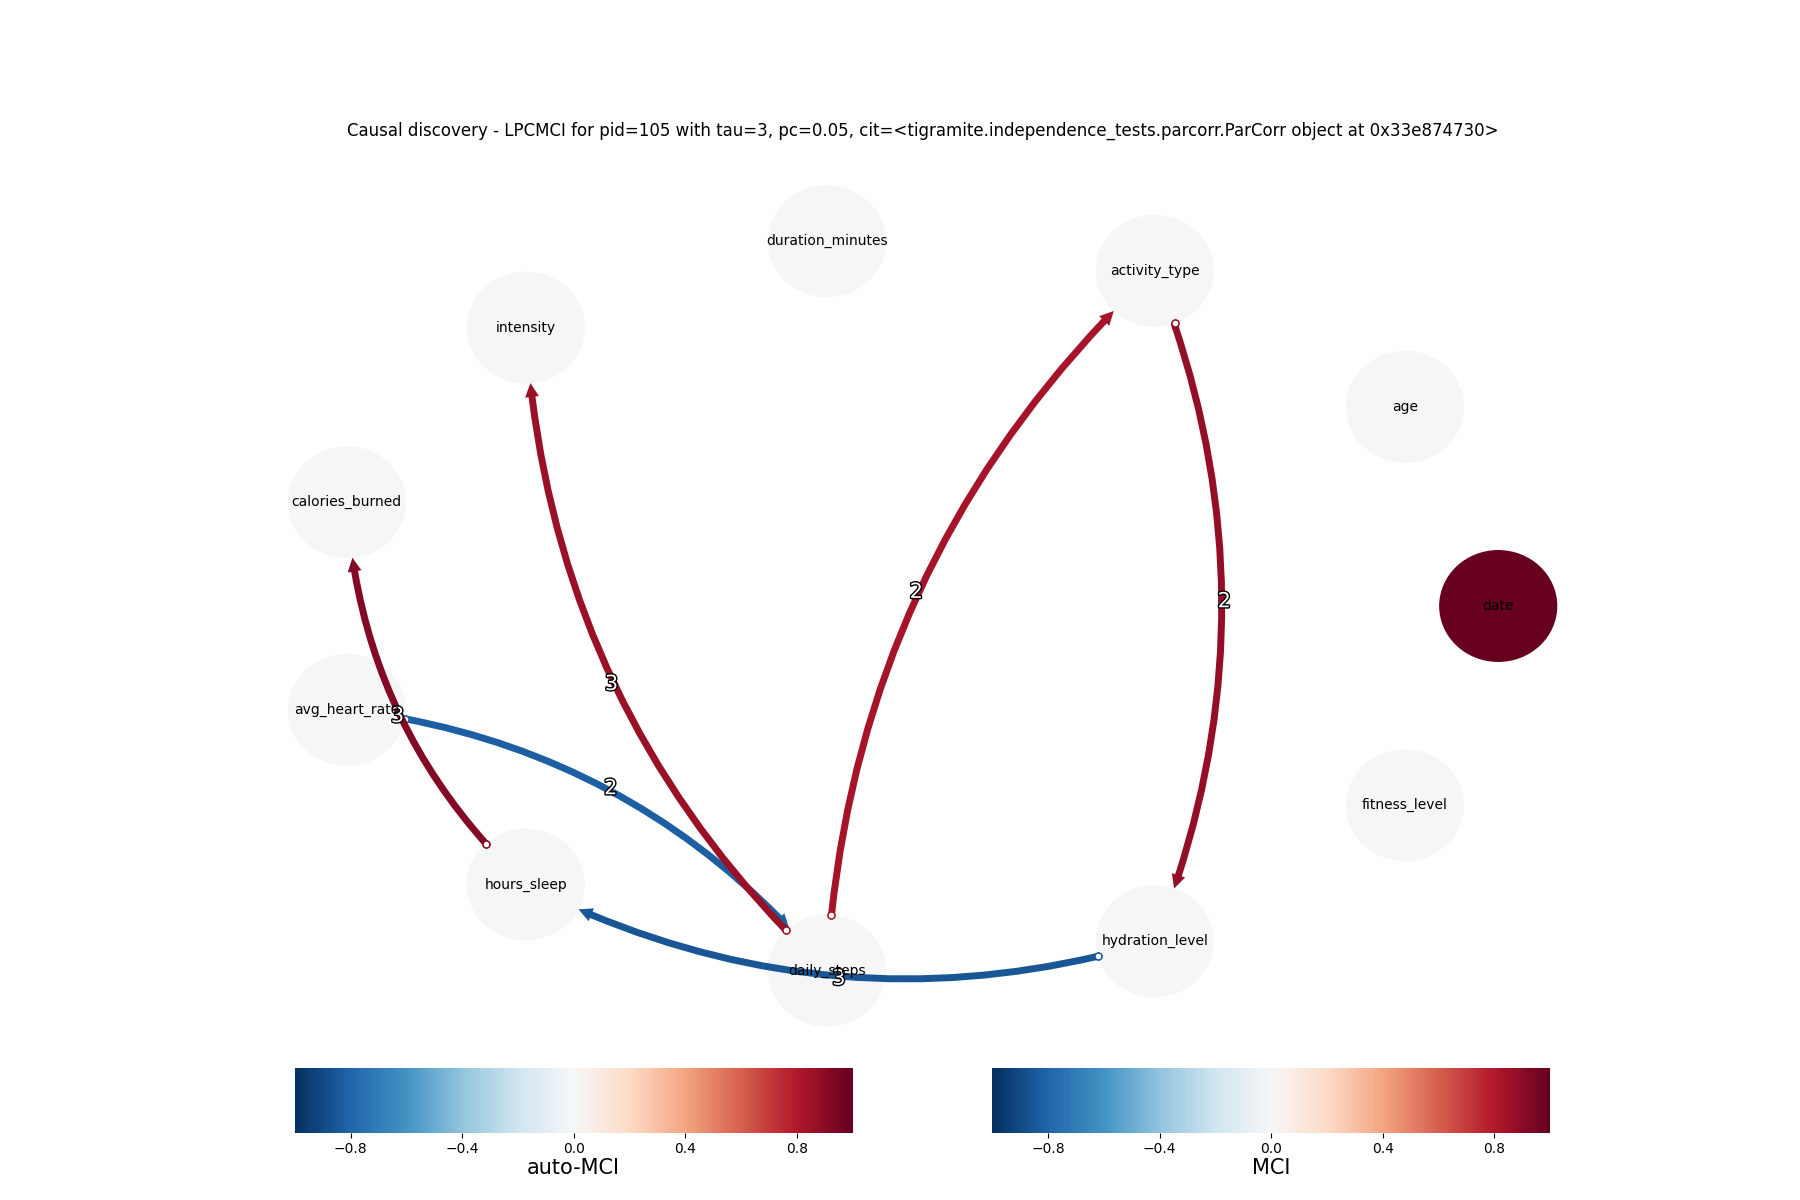 Causal discovery - LPCMCI for pid=105 with tau=3, pc=0.05, cit=<tigramite.independence_tests.parcorr.ParCorr object at 0x33e874730>
duration_minutes
activity_type
intensity
age
calories_burned
2
2
date
3
avg_heart_rate
3
2
fitness_level
hours_sleep
hydration_level
daily_steps
3
−0.8 −0.4 0.0 0.4 0.8
auto-MCI
−0.8 −0.4 0.0 0.4 0.8
MCI